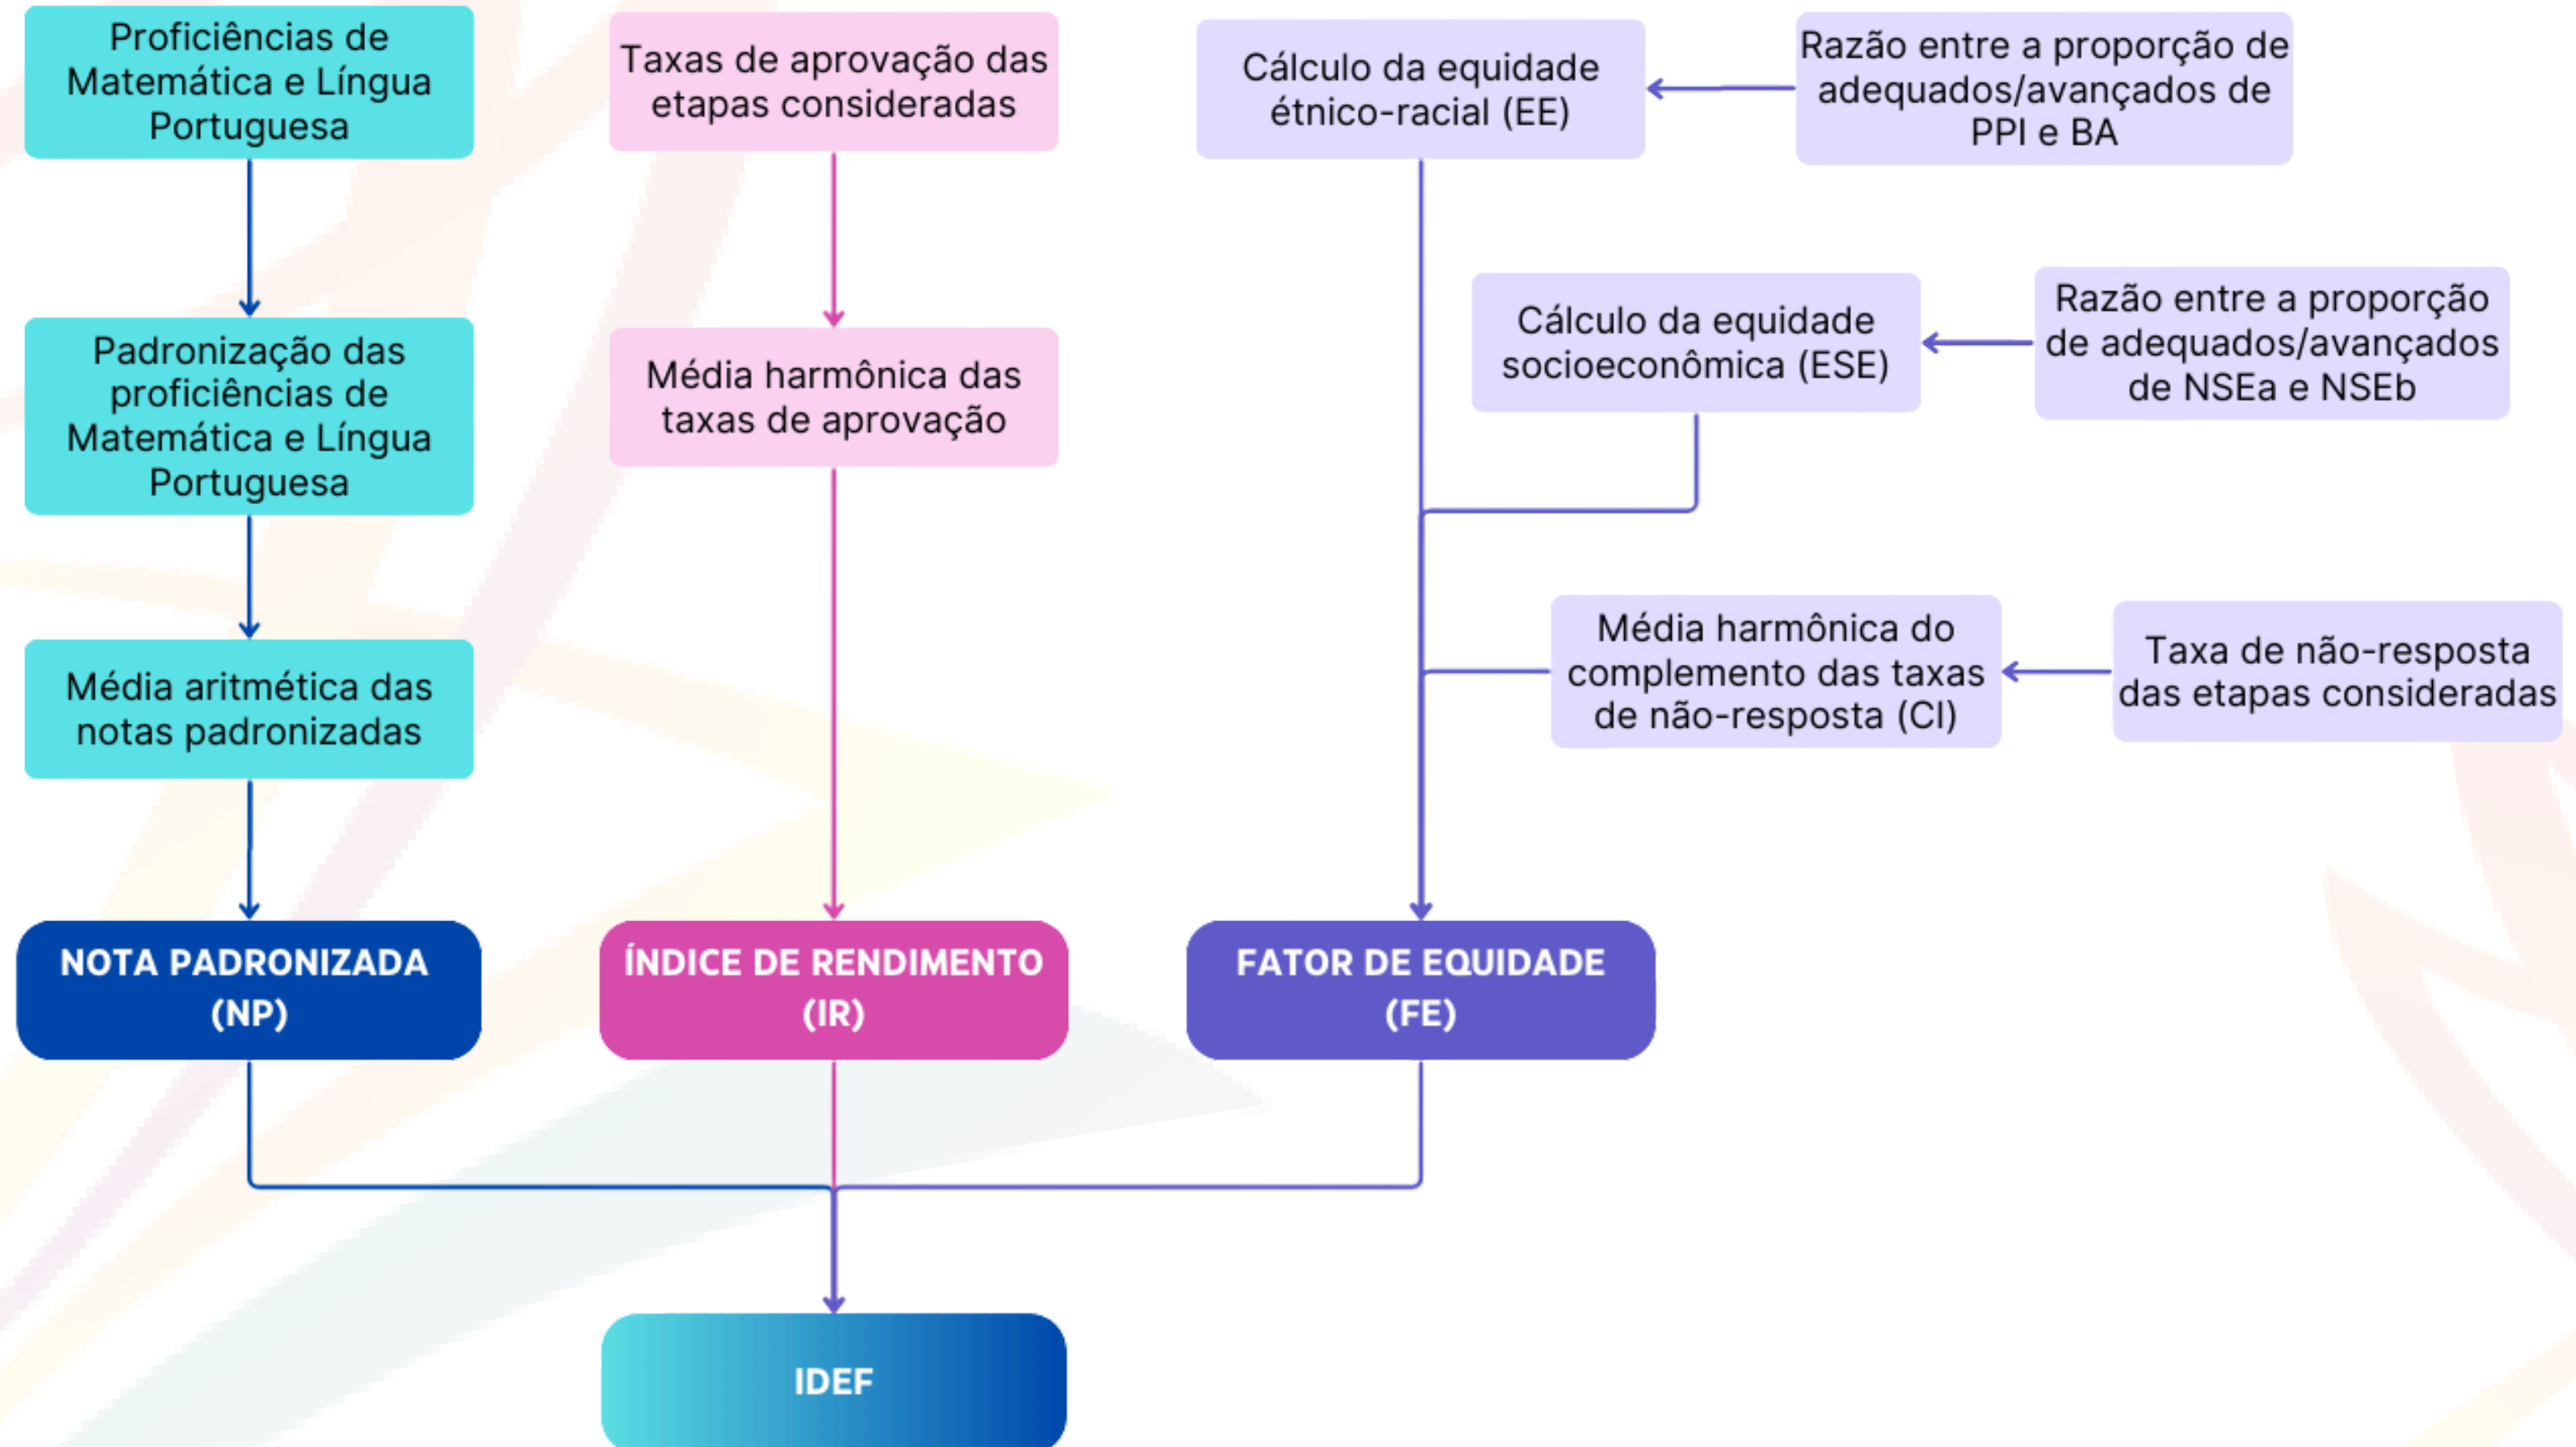 Proficiências de
Matemática e Língua
Portuguesa
Taxas de aprovação das
etapas consideradas
Cálculo da equidade
étnico-racial (EE)
Razão entre a proporção de
adequados/avançados de
PPI e BA
Padronização das
proficiências de
Matemática e Língua
Portuguesa
Média harmônica das
taxas de aprovação
Cálculo da equidade
socioeconômica (ESE)
Razão entre a proporção
de adequados/avançados
de NSEa e NSEb
Média aritmética das
notas padronizadas
Média harmônica do
complemento das taxas
de não-resposta (CI)
Taxa de não-resposta
das etapas consideradas
NOTA PADRONIZADA
(NP)
ÍNDICE DE RENDIMENTO
(IR)
FATOR DE EQUIDADE
(FE)
IDEF